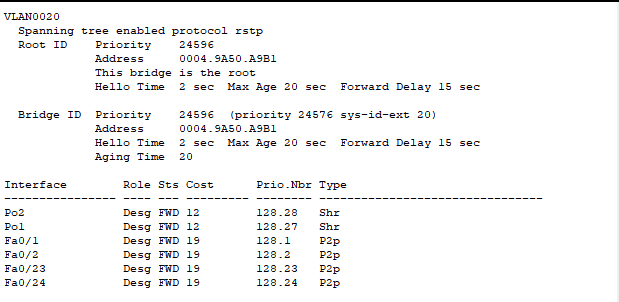 VLAN0020
  Spanning tree enabled protocol rstp
  Root ID    Priority    24596
             Address     0004.9A50.A9B1
             This bridge is the root
             Hello Time  2 sec  Max Age 20 sec  Forward Delay 15 sec

  Bridge ID  Priority    24596  (priority 24576 sys-id-ext 20)
             Address     0004.9A50.A9B1
             Hello Time  2 sec  Max Age 20 sec  Forward Delay 15 sec
             Aging Time  20

Interface        Role Sts Cost      Prio.Nbr Type
---------------- ---- --- --------- -------- --------------------------------
Po2              Desg FWD 12        128.28   Shr
Po1              Desg FWD 12        128.27   Shr
Fa0/1            Desg FWD 19        128.1    P2p
Fa0/2            Desg FWD 19        128.2    P2p
Fa0/23           Desg FWD 19        128.23   P2p
Fa0/24           Desg FWD 19        128.24   P2p